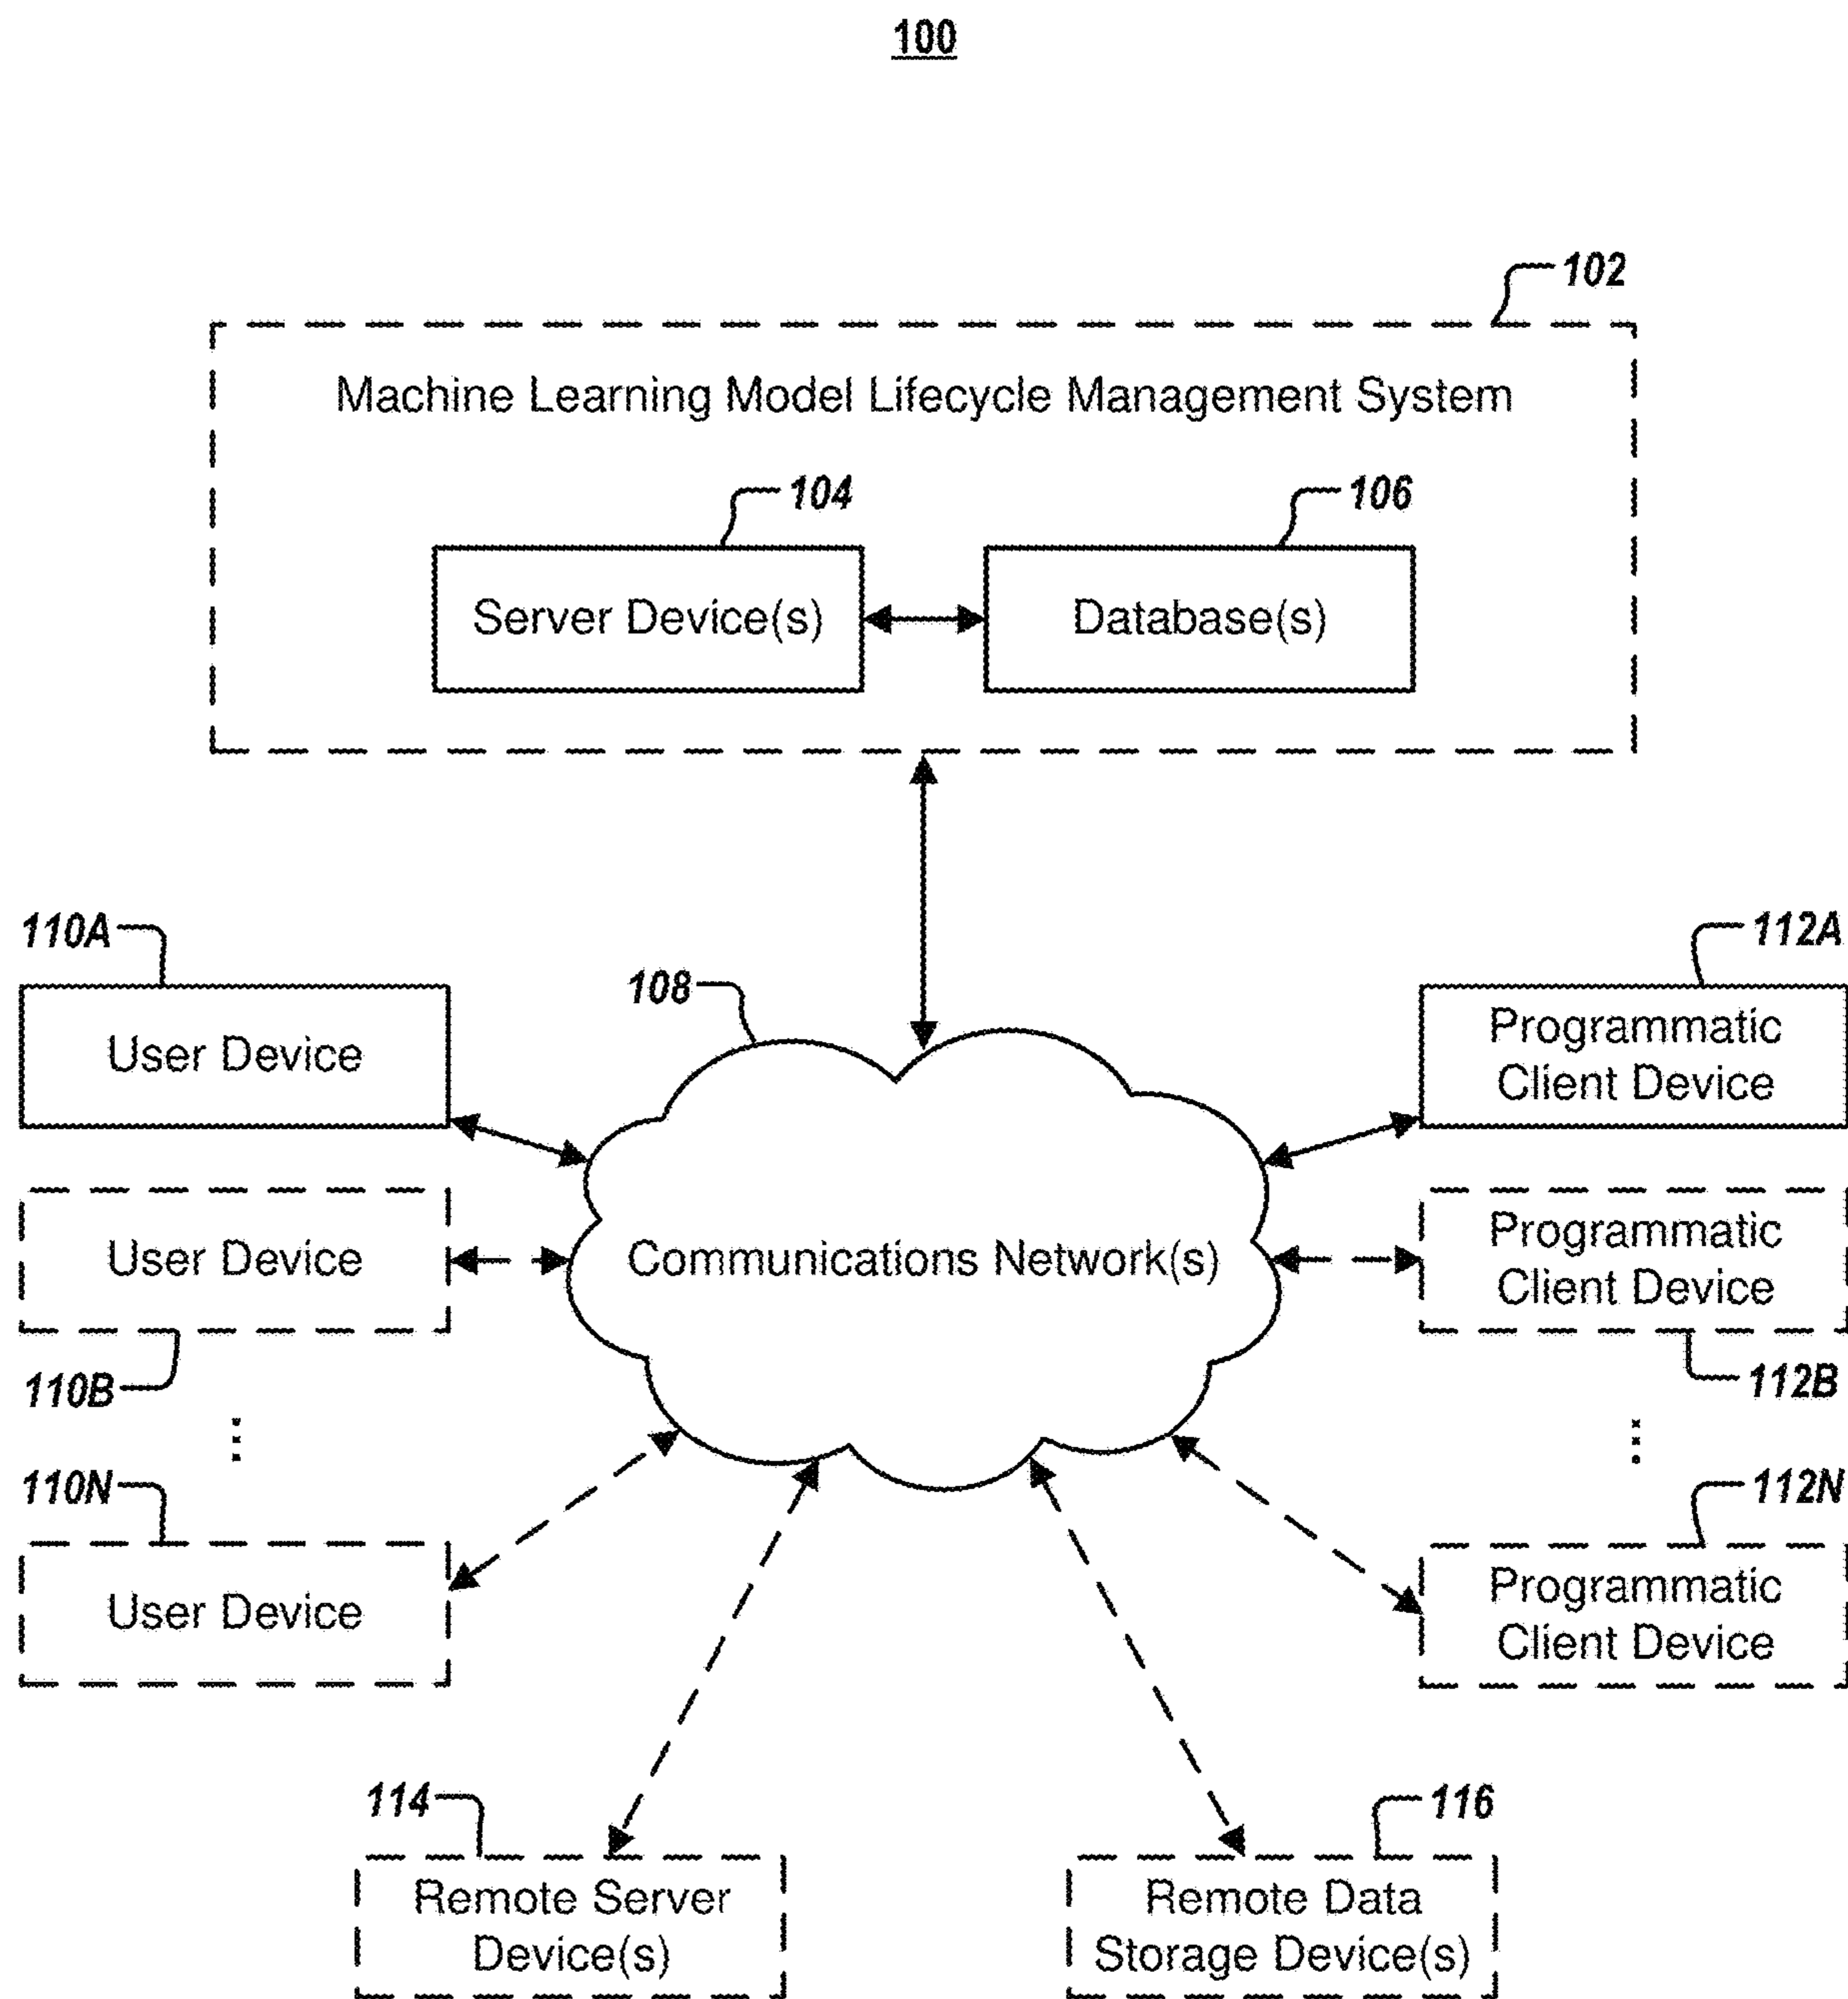 100
102
Machine Learning Model Lifecycle Management System
104
106
Server Device(s)
Database(s)
110A
112A
108
User Device
Programmatic
Client Device
User Device
Communications Network(s)
Programmatic
Client Device
110B
112B
⋮
⋮
110N
112N
User Device
Programmatic
Client Device
114
116
Remote Server
Device(s)
Remote Data
Storage Device(s)